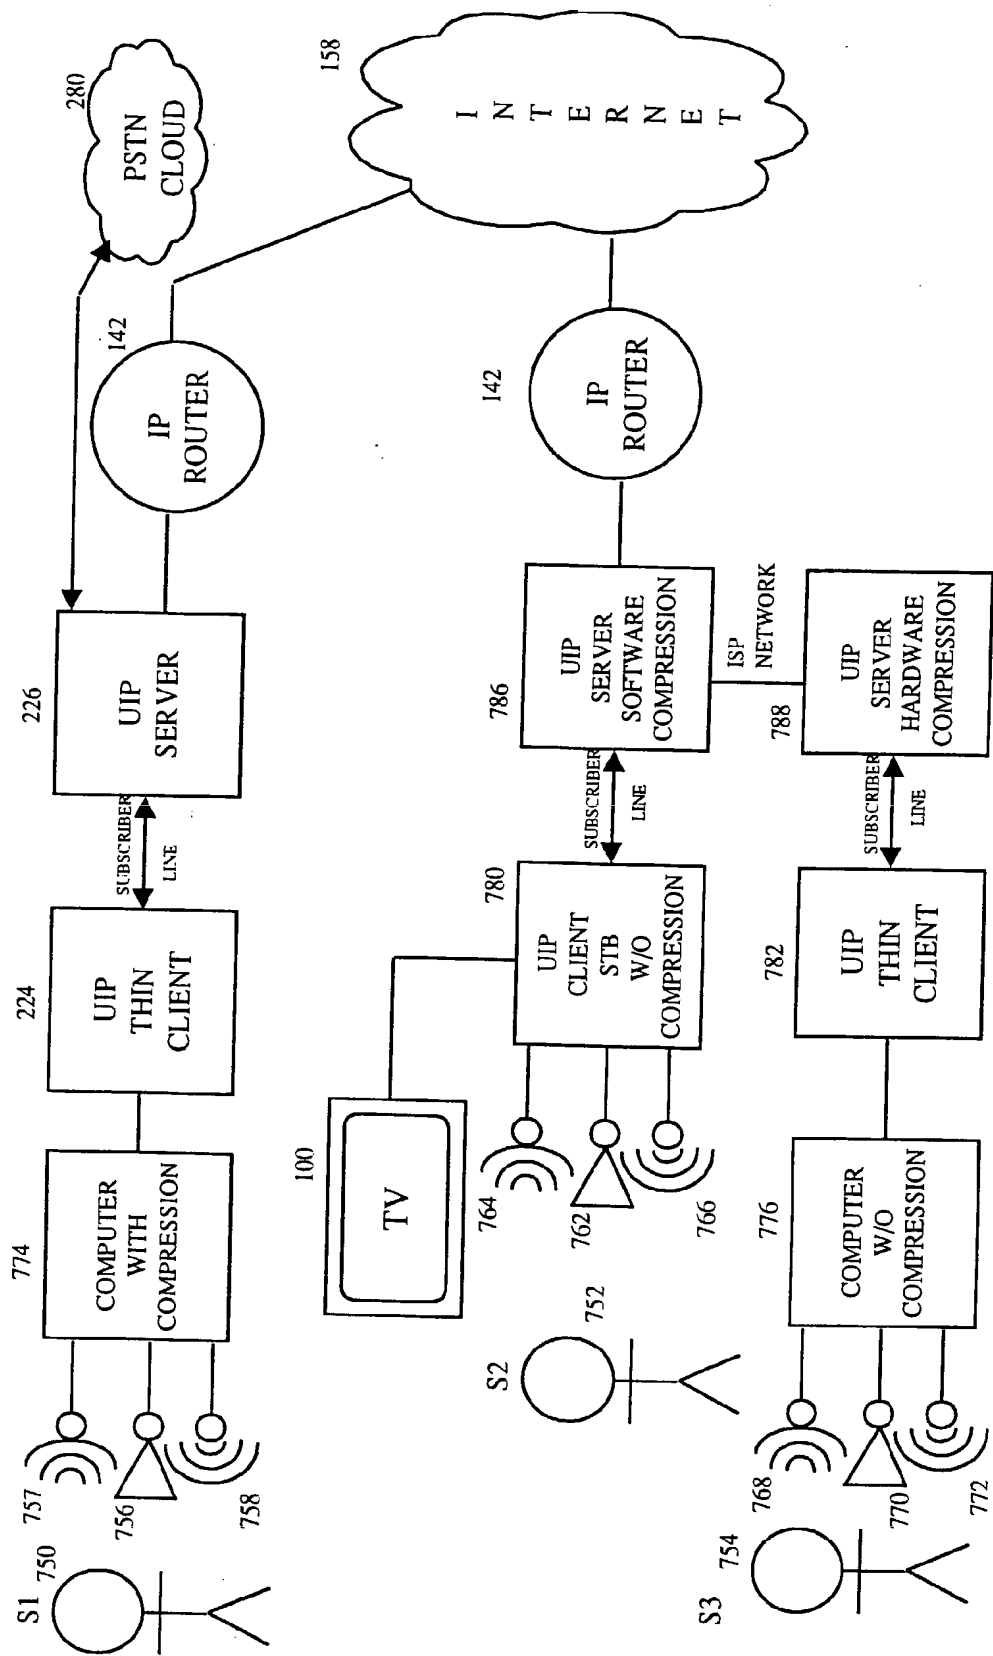 S1
750
757
756
758
774
COMPUTER
WITH
COMPRESSION
224
UIP
THIN
CLIENT
SUBSCRIBER
LINE
226
UIP
SERVER
142
IP
ROUTER
280
PSTN
CLOUD
158
INTERNET
S2
752
100
TV
764
762
766
780
UIP
CLIENT
STB
W/O
COMPRESSION
SUBSCRIBER
LINE
786
UIP
SERVER
SOFTWARE
COMPRESSION
142
IP
ROUTER
ISP
NETWORK
S3
754
768
770
772
776
COMPUTER
W/O
COMPRESSION
782
UIP
THIN
CLIENT
SUBSCRIBER
LINE
788
UIP
SERVER
HARDWARE
COMPRESSION